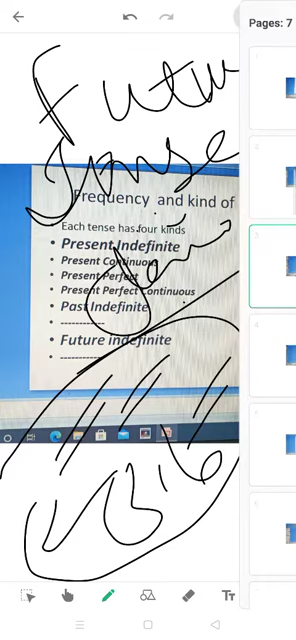 Pages: 7
Futu
Tense
Frequency and kind of
Each tense has four kinds
Present Indefinite
Present Continuous
Present Perfect
Present Perfect Continuous
Past Indefinite
-----------
Future indefinite
-----------